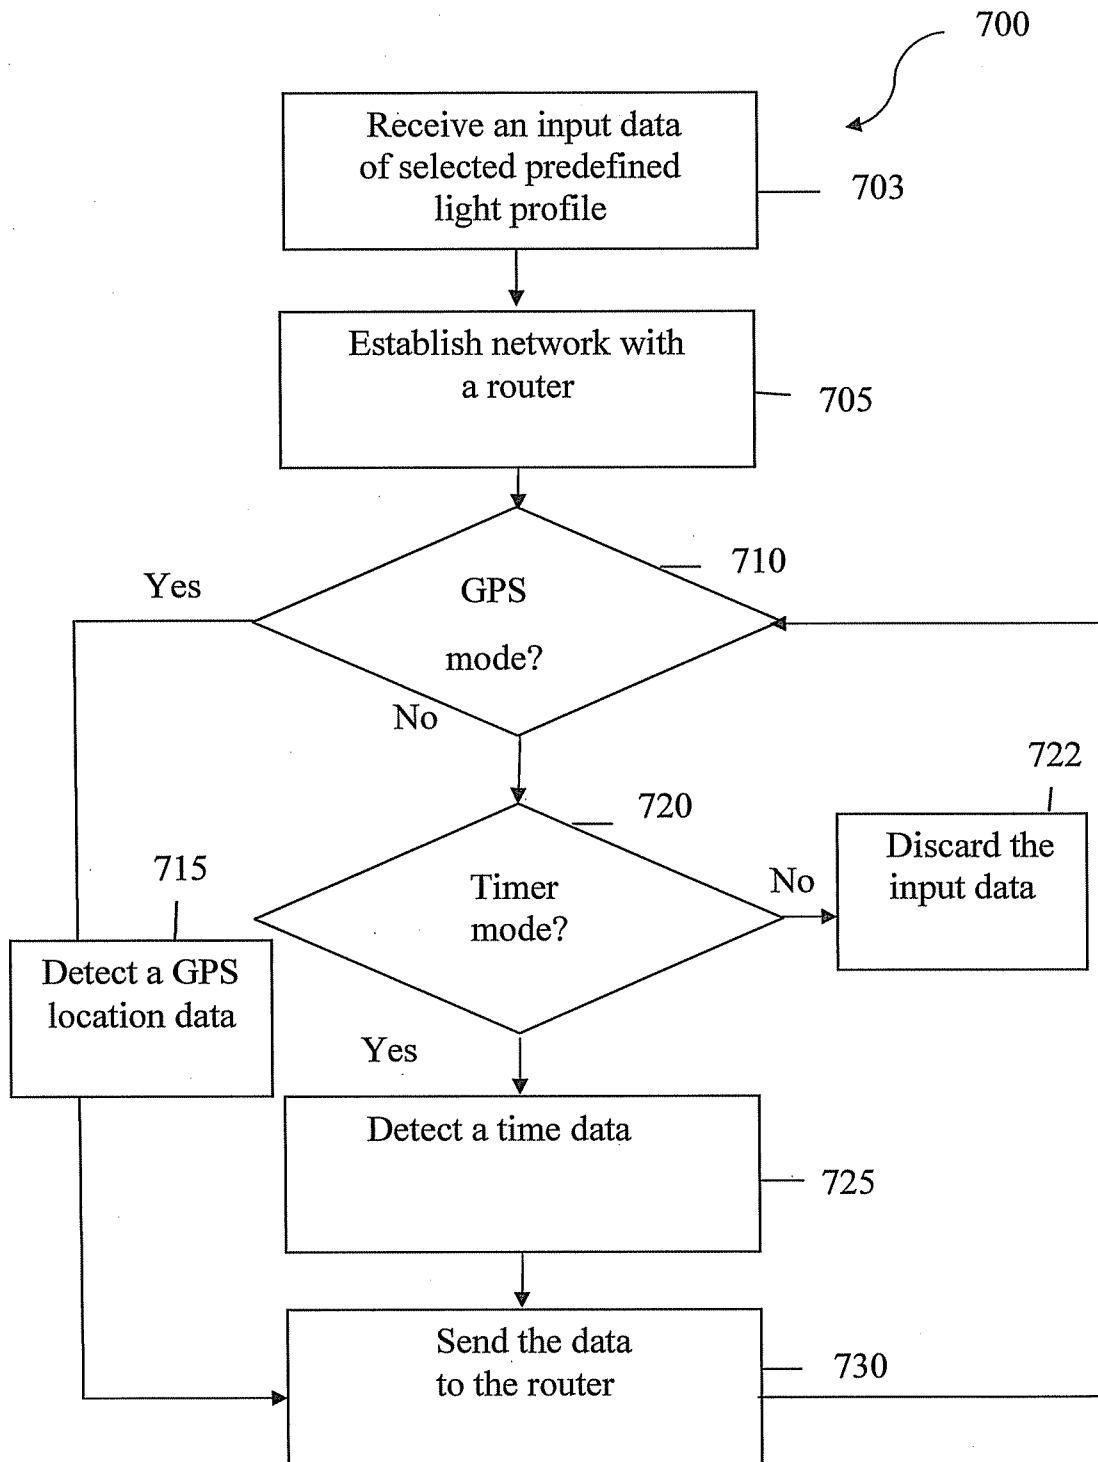 700
Receive an input data
of selected predefined
light profile
703
Establish network with
a router
705
710
Yes
GPS
mode?
No
722
720
Discard the
input data
715
No
Timer
mode?
Detect a GPS
location data
Yes
Detect a time data
725
Send the data
to the router
730